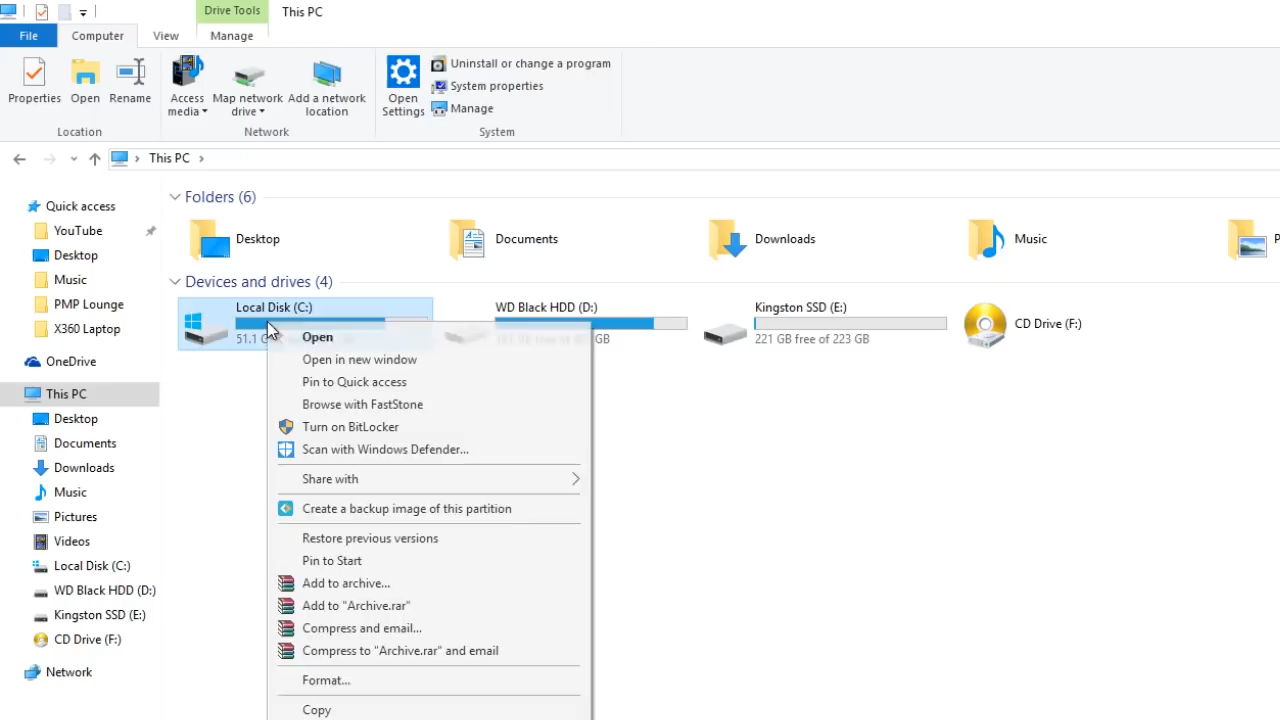 Drive Tools
This PC
File
Computer
View
Manage
Properties
Open
Rename
Access media
Map network drive
Add a network location
Open Settings
Uninstall or change a program
System properties
Manage
Location
Network
System
This PC
Quick access
YouTube
Desktop
Music
PMP Lounge
X360 Laptop
OneDrive
This PC
Desktop
Documents
Downloads
Music
Pictures
Videos
Local Disk (C:)
WD Black HDD (D:)
Kingston SSD (E:)
CD Drive (F:)
Network
Folders (6)
Desktop
Documents
Downloads
Music
P
Devices and drives (4)
Local Disk (C:)
51.1 G
WD Black HDD (D:)
GB
Kingston SSD (E:)
221 GB free of 223 GB
CD Drive (F:)
Open
Open in new window
Pin to Quick access
Browse with FastStone
Turn on BitLocker
Scan with Windows Defender...
Share with
Create a backup image of this partition
Restore previous versions
Pin to Start
Add to archive...
Add to "Archive.rar"
Compress and email...
Compress to "Archive.rar" and email
Format...
Copy